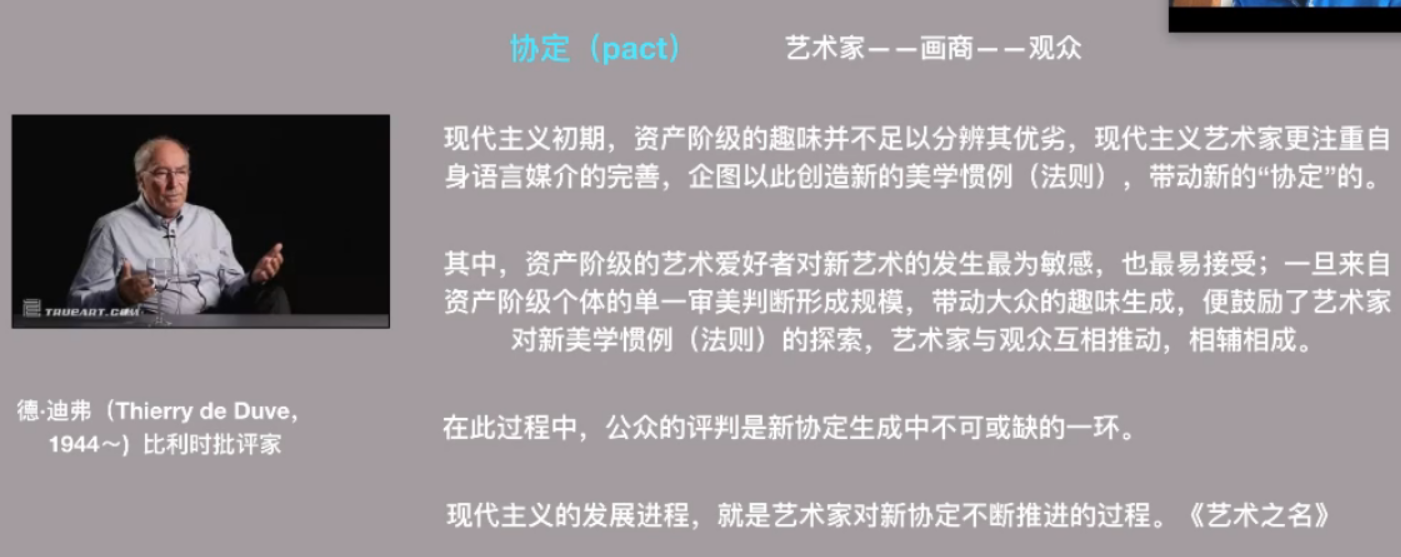 协定（pact）
艺术家——画商——观众
现代主义初期，资产阶级的趣味并不足以分辨其优劣，现代主义艺术家更注重自
身语言媒介的完善，企图以此创造新的美学惯例（法则），带动新的“协定”的。
其中，资产阶级的艺术爱好者对新艺术的发生最为敏感，也最易接受；一旦来自
资产阶级个体的单一审美判断形成规模，带动大众的趣味生成，便鼓励了艺术家
对新美学惯例（法则）的探索，艺术家与观众互相推动，相辅相成。
在此过程中，公众的评判是新协定生成中不可或缺的一环。
现代主义的发展进程，就是艺术家对新协定不断推进的过程。《艺术之名》
TRUEART.COM
德·迪弗（Thierry de Duve，
1944～）比利时批评家